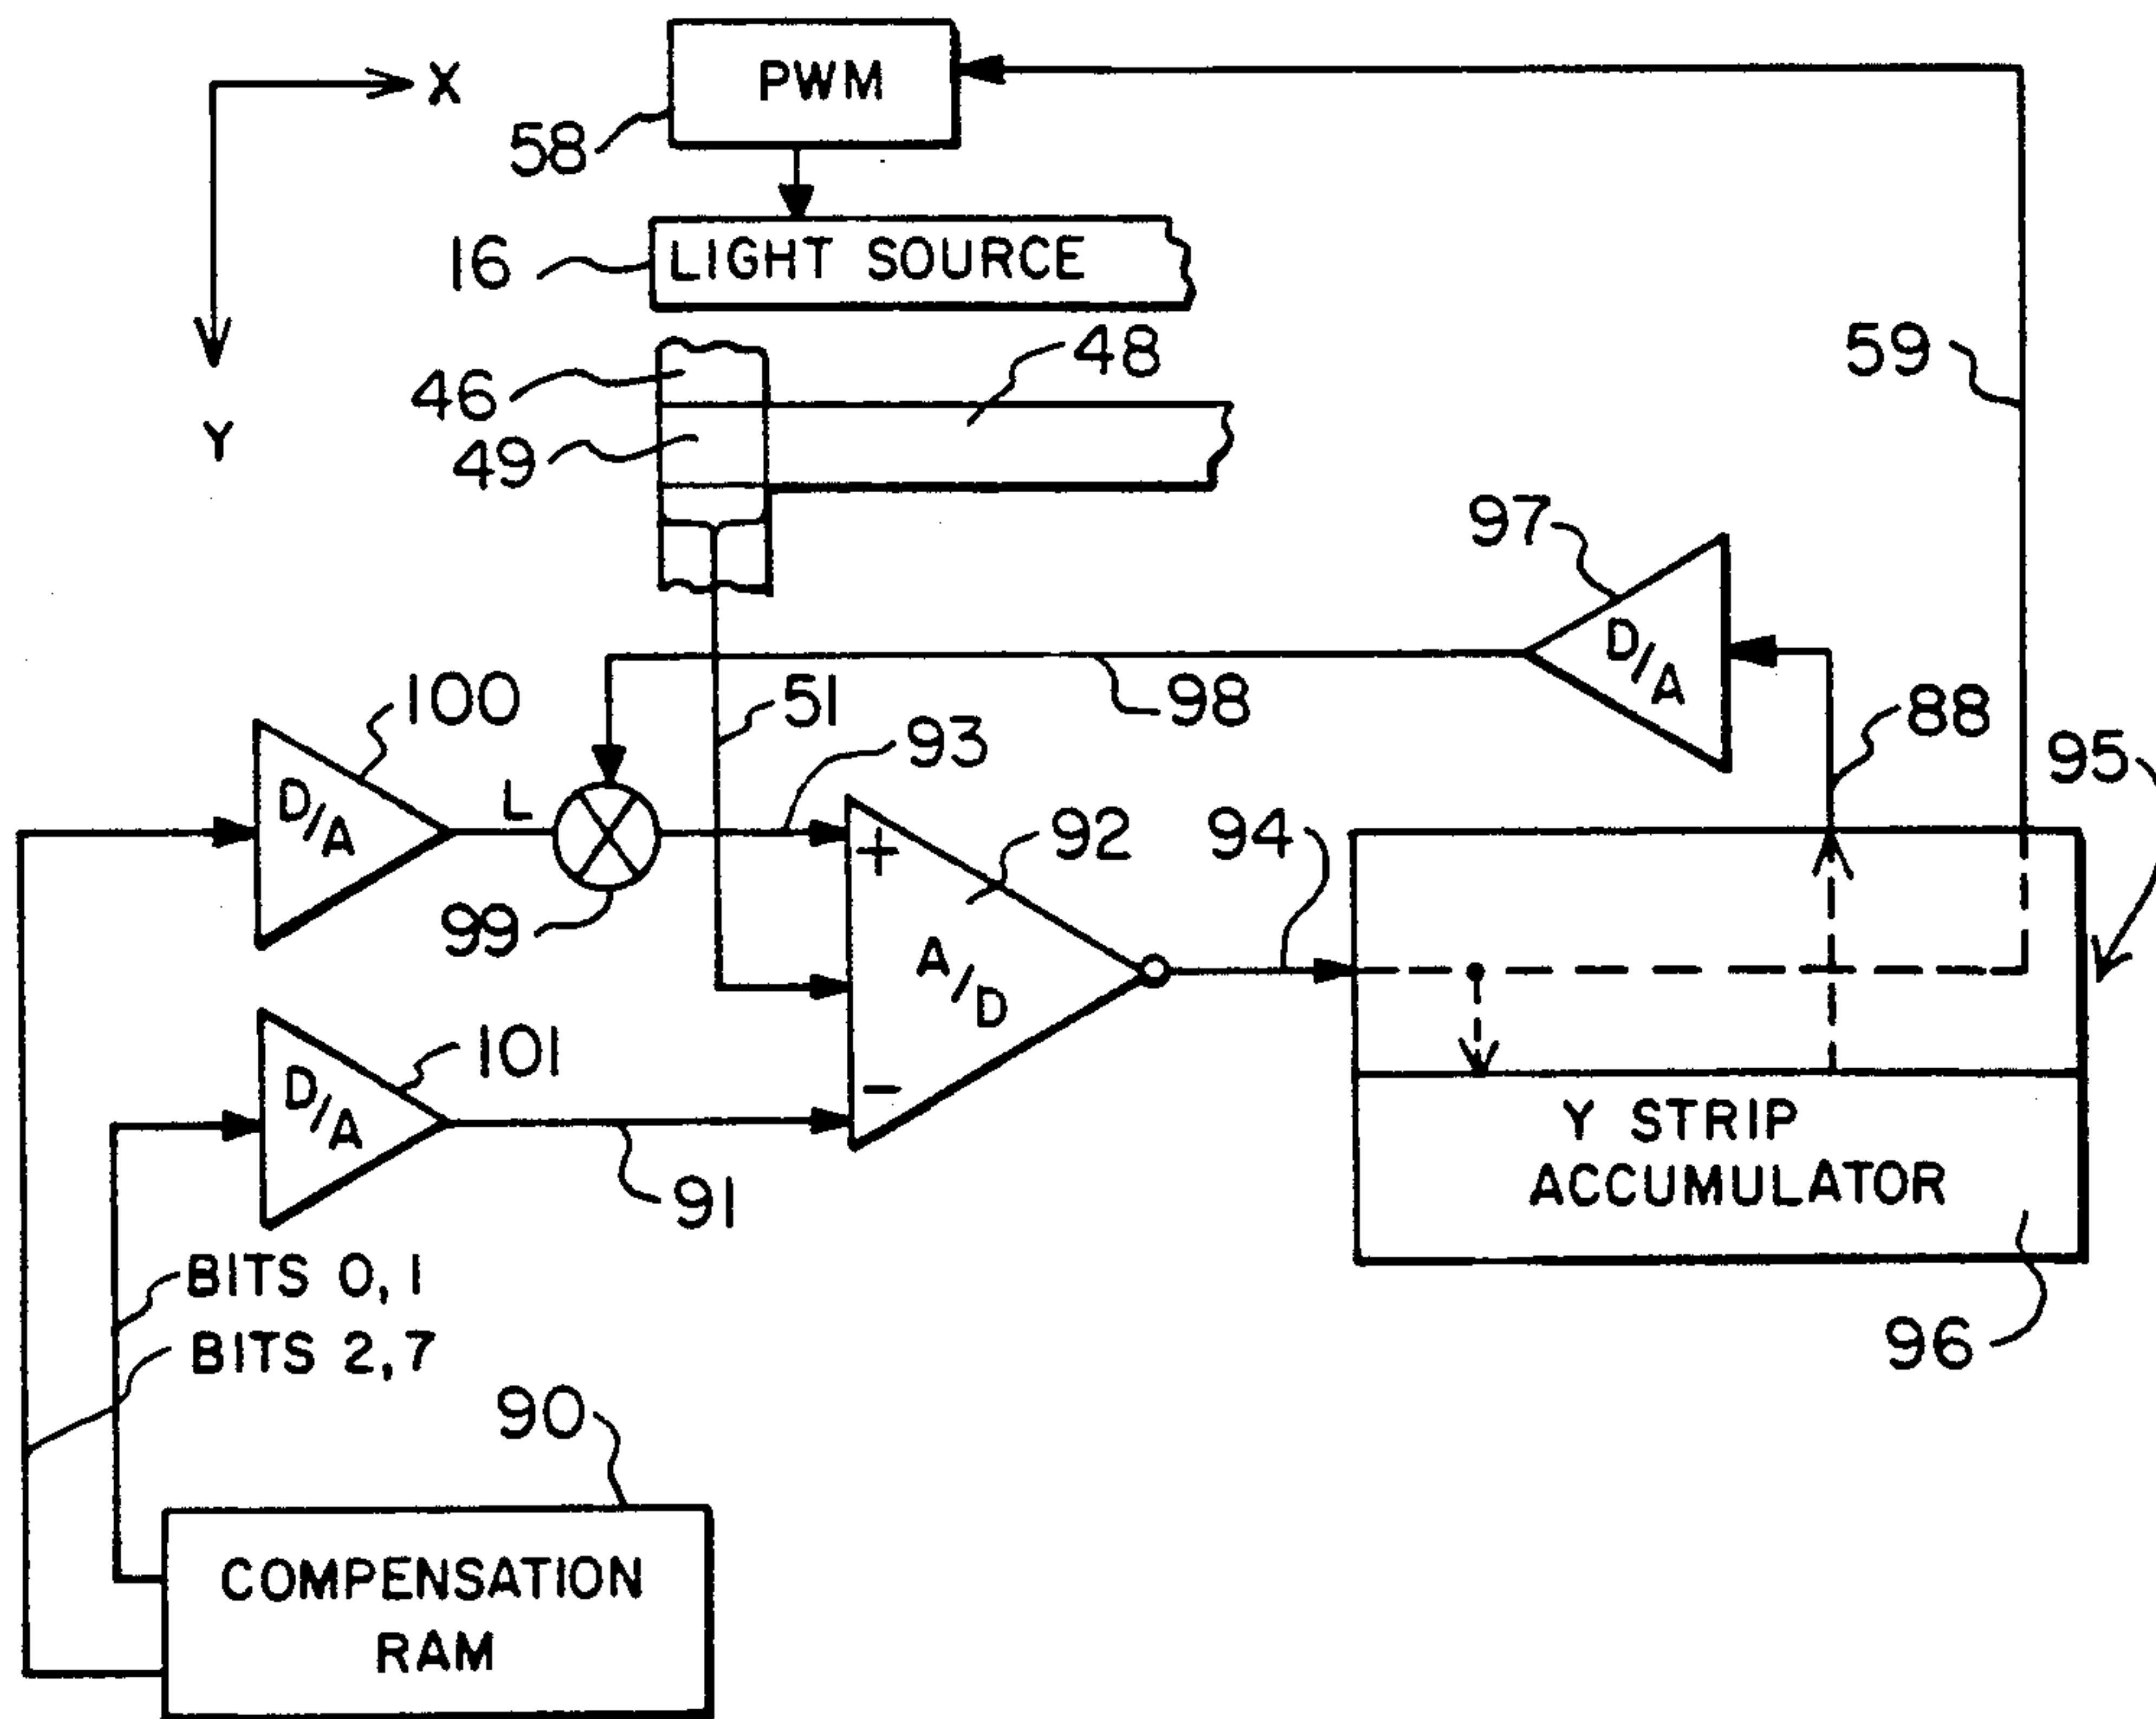 X
PWM
58
16
LIGHT SOURCE
48
59
46
Y
49
97
D/A
100
51
98
88
93
95
D/A
L
92
94
+
99
A/D
101
D/A
−
Y STRIP
ACCUMULATOR
91
BITS 0, 1
BITS 2, 7
96
90
COMPENSATION
RAM